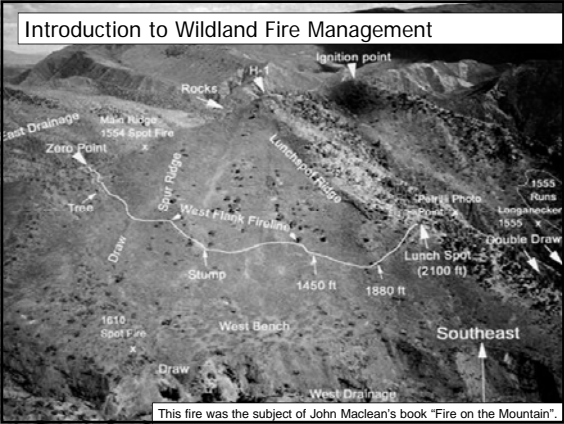 Introduction to Wildland Fire Management
Ignition point
H-1
Rocks
Main Ridge
1554 Spot Fire
x
East Drainage
Zero Point
Tree
Spur Ridge
Lunchspot Ridge
West Flank Fireline
Draw
Stump
1450 ft
1880 ft
Petrilli Photo
Point
x
Lunch Spot
(2100 ft)
1555
Runs
Longanecker
1555 x
Double Draw
1610
Spot Fire
x
West Bench
Southeast
Draw
West Drainage
This fire was the subject of John Maclean's book "Fire on the Mountain".